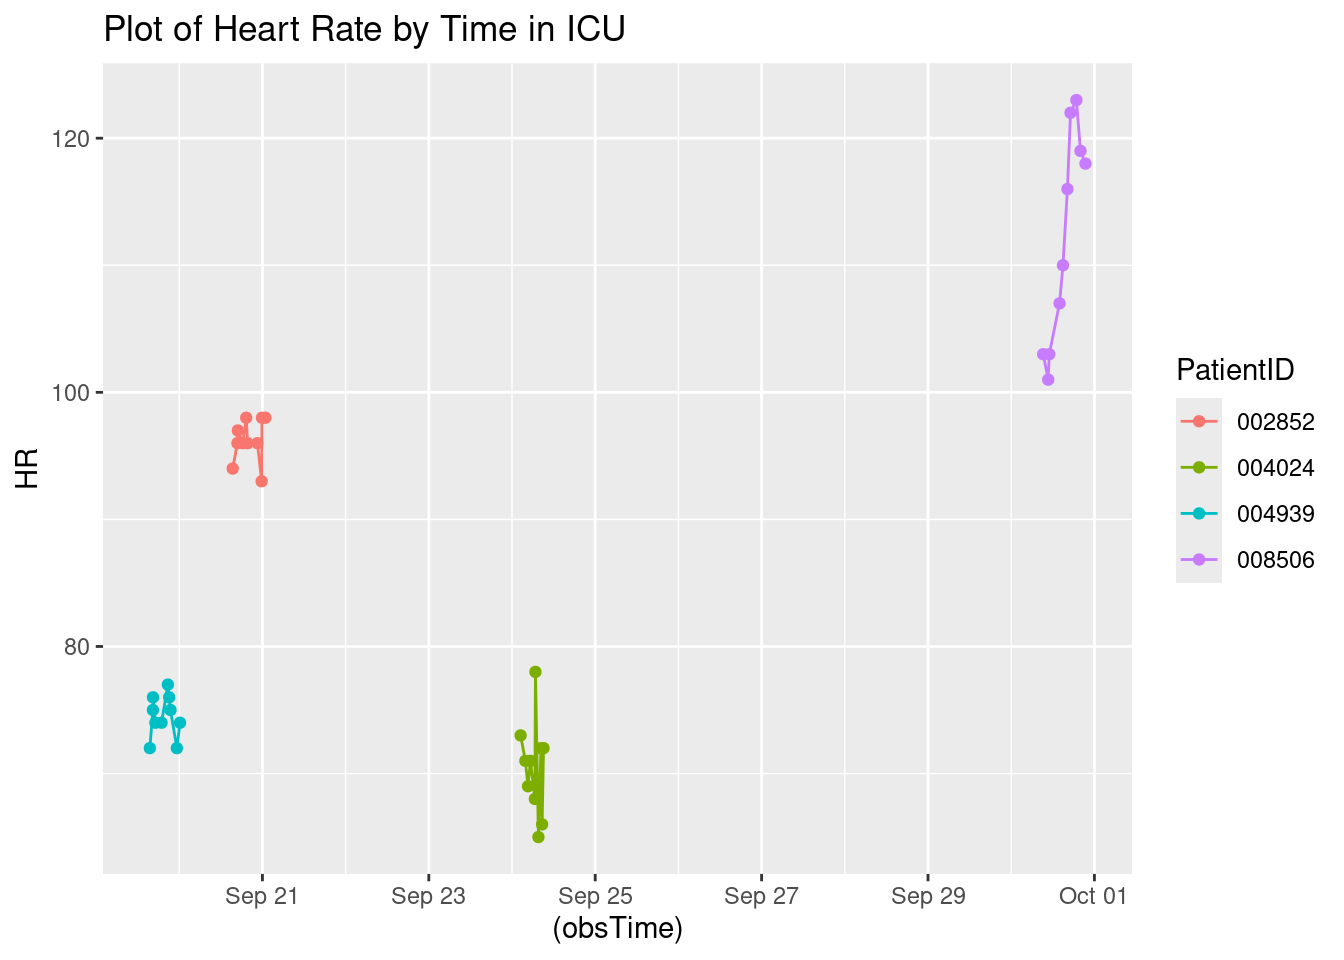 Plot of Heart Rate by Time in ICU
120
100
80
HR
Sep 21 Sep 23 Sep 25 Sep 27 Sep 29 Oct 01
(obsTime)
PatientID
002852
004024
004939
008506